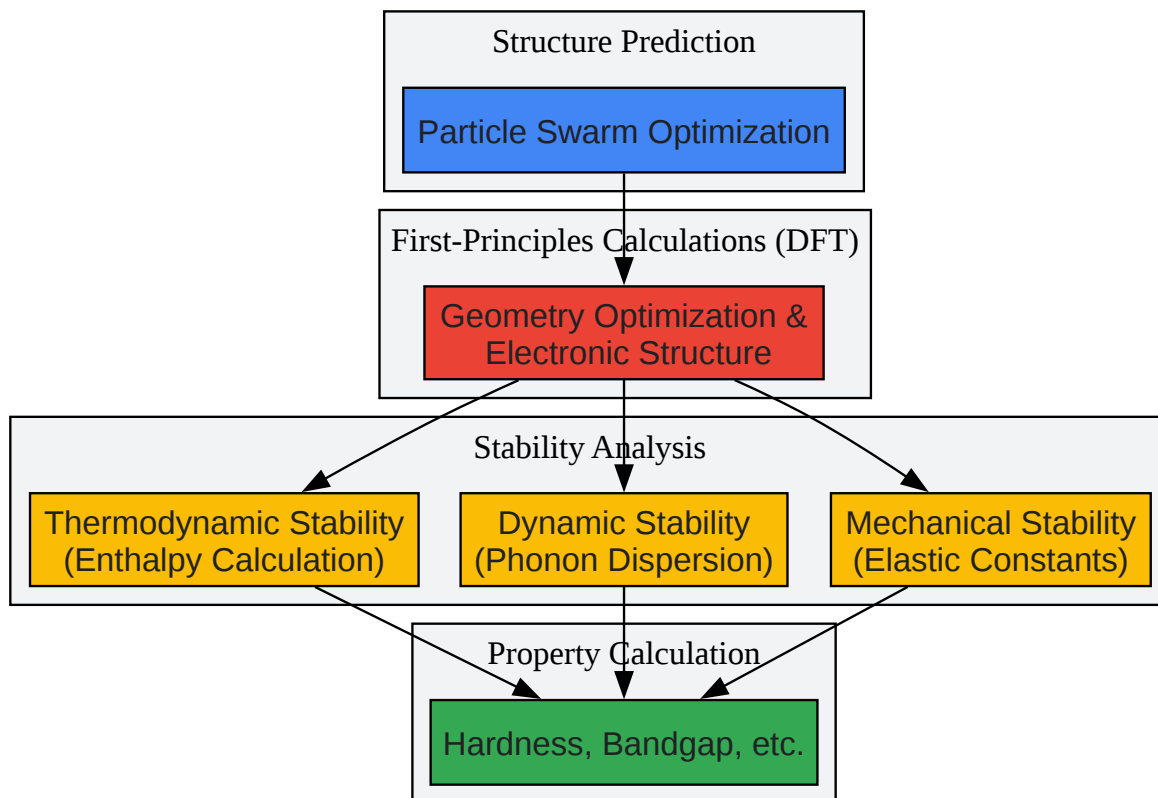 Structure Prediction
Particle Swarm Optimization
First-Principles Calculations (DFT)
Geometry Optimization &
Electronic Structure
Stability Analysis
Thermodynamic Stability
(Enthalpy Calculation)
Dynamic Stability
(Phonon Dispersion)
Mechanical Stability
(Elastic Constants)
Property Calculation
Hardness, Bandgap, etc.